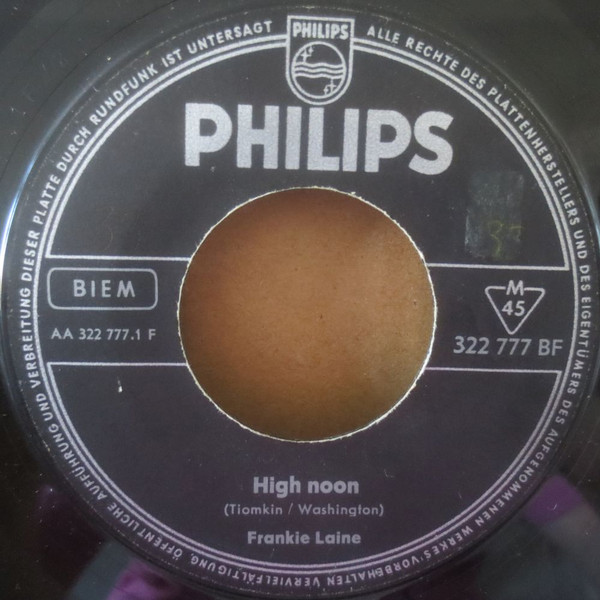 ALLE RECHTE DES PLATTENHERSTELLERS UND DES EIGENTÜMERS DES AUFGENOMMENEN WERKES VORBEHALTEN. VERVIELFÄLTIGUNG, ÖFFENTLICHE AUFFÜHRUNG UND VERBREITUNG DIESER PLATTE DURCH RUNDFUNK IST UNTERSAGT
PHILIPS
PHILIPS
BIEM
M
45
AA 322 777.1 F
322 777 BF
High noon
(Tiomkin / Washington)
Frankie Laine